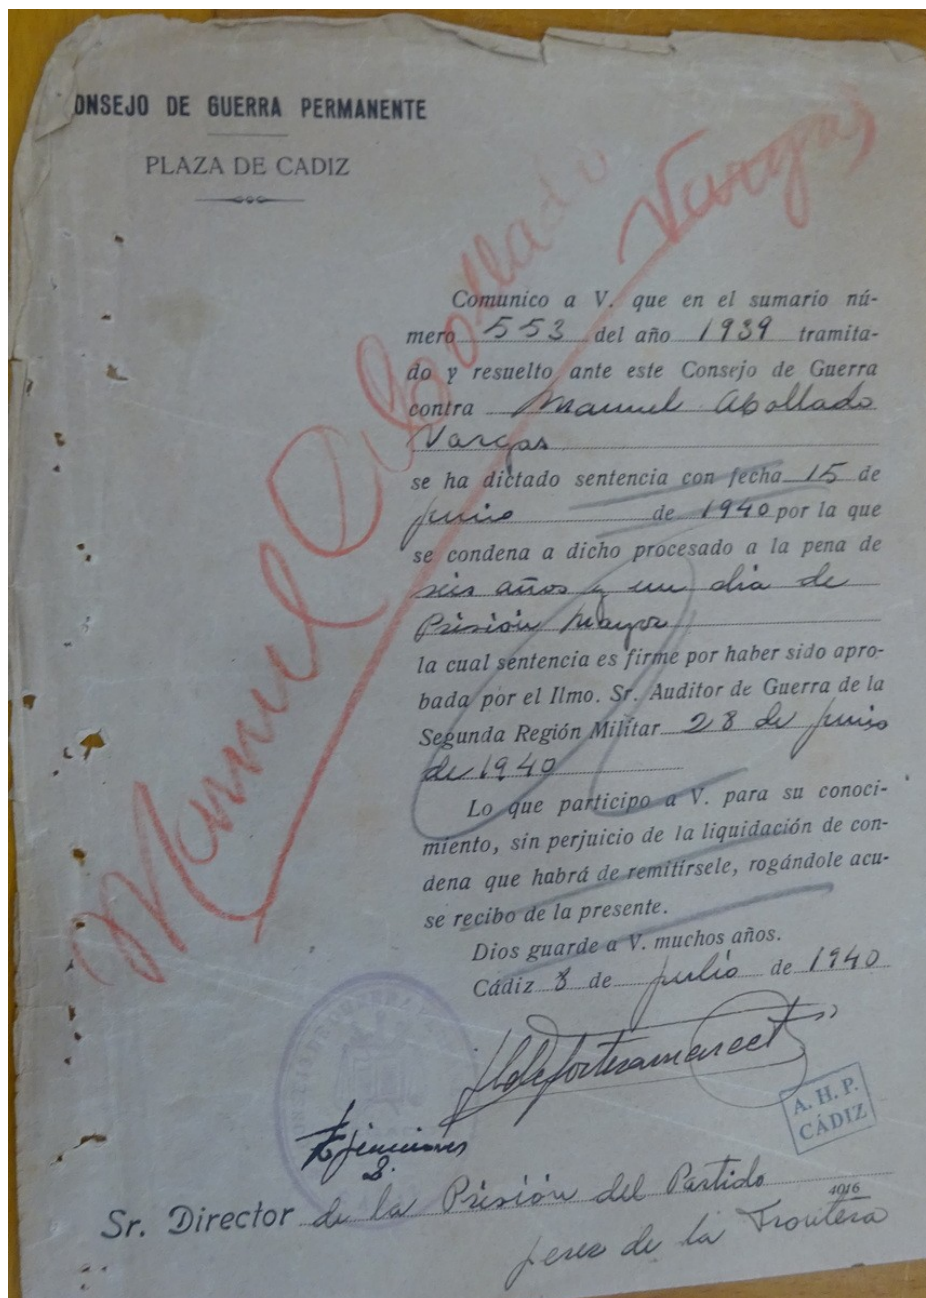 ONSEJO DE GUERRA PERMANENTE
PLAZA DE CADIZ
Manuel Abollado Vargas
Comunico a V. que en el sumario nú-
mero 553 del año 1939 tramita-
do y resuelto ante este Consejo de Guerra
contra Manuel Abollado
Vargas
se ha dictado sentencia con fecha 15 de
junio de 1940 por la que
se condena a dicho procesado a la pena de
seis años y un dia de
Prisión Mayor
la cual sentencia es firme por haber sido apro-
bada por el Ilmo. Sr. Auditor de Guerra de la
Segunda Región Militar 28 de junio
de 1940
Lo que participo a V. para su conoci-
miento, sin perjuicio de la liquidación de con-
dena que habrá de remitírsele, rogándole acu-
se recibo de la presente.
Dios guarde a V. muchos años.
Cádiz 8 de julio de 1940
A. H. P.
CÁDIZ
Sr. Director de la Prisión del Partido
4016
Jerez de la Frontera